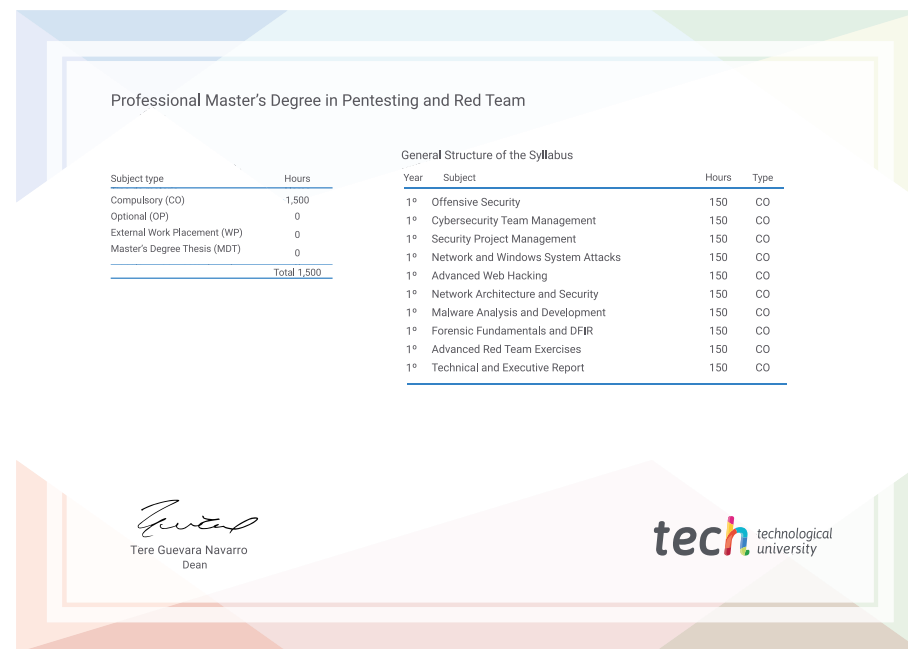 Professional Master's Degree in Pentesting and Red Team
Subject type Hours
Compulsory (CO) 1,500
Optional (OP) 0
External Work Placement (WP) 0
Master's Degree Thesis (MDT) 0
Total 1,500
General Structure of the Syllabus
Year Subject Hours Type
1º Offensive Security 150 CO
1º Cybersecurity Team Management 150 CO
1º Security Project Management 150 CO
1º Network and Windows System Attacks 150 CO
1º Advanced Web Hacking 150 CO
1º Network Architecture and Security 150 CO
1º Malware Analysis and Development 150 CO
1º Forensic Fundamentals and DFIR 150 CO
1º Advanced Red Team Exercises 150 CO
1º Technical and Executive Report 150 CO
Tere Guevara Navarro
Dean
tech technological
university